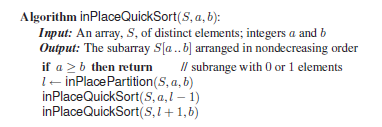 Algorithm inPlaceQuickSort(S, a, b):
Input: An array, S, of distinct elements; integers a and b
Output: The subarray S[a .. b] arranged in nondecreasing order
if a ≥ b then return // subrange with 0 or 1 elements
l ← inPlacePartition(S, a, b)
inPlaceQuickSort(S, a, l − 1)
inPlaceQuickSort(S, l + 1, b)